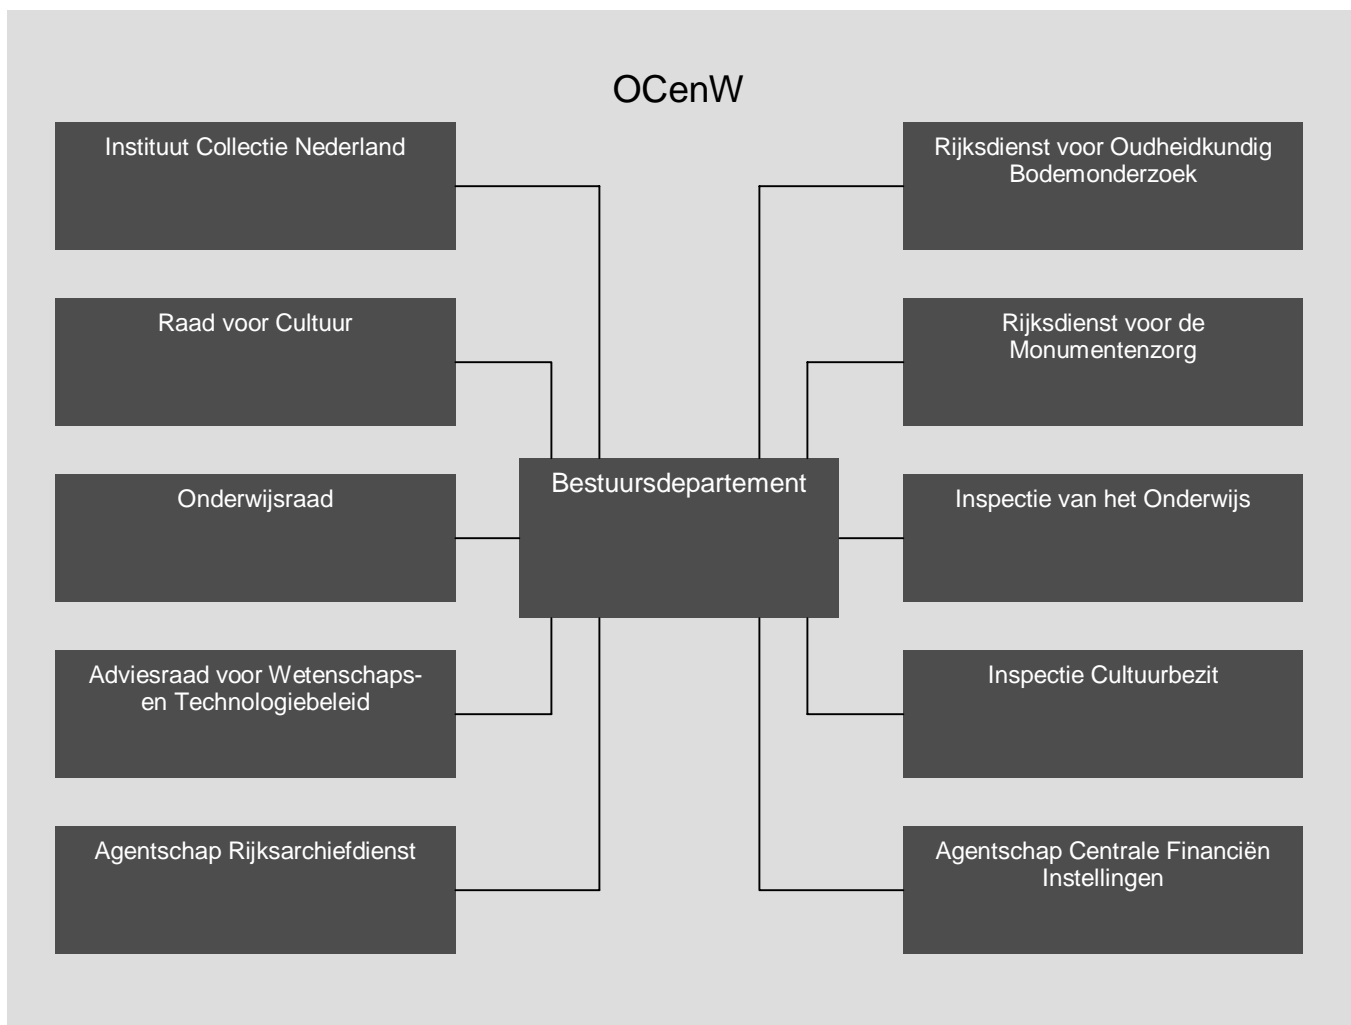 OCenW
Instituut Collectie Nederland
Rijksdienst voor Oudheidkundig
Bodemonderzoek
Raad voor Cultuur
Rijksdienst voor de
Monumentenzorg
Bestuursdepartement
Onderwijsraad
Inspectie van het Onderwijs
Adviesraad voor Wetenschaps-
en Technologiebeleid
Inspectie Cultuurbezit
Agentschap Rijksarchiefdienst
Agentschap Centrale Financiën
Instellingen